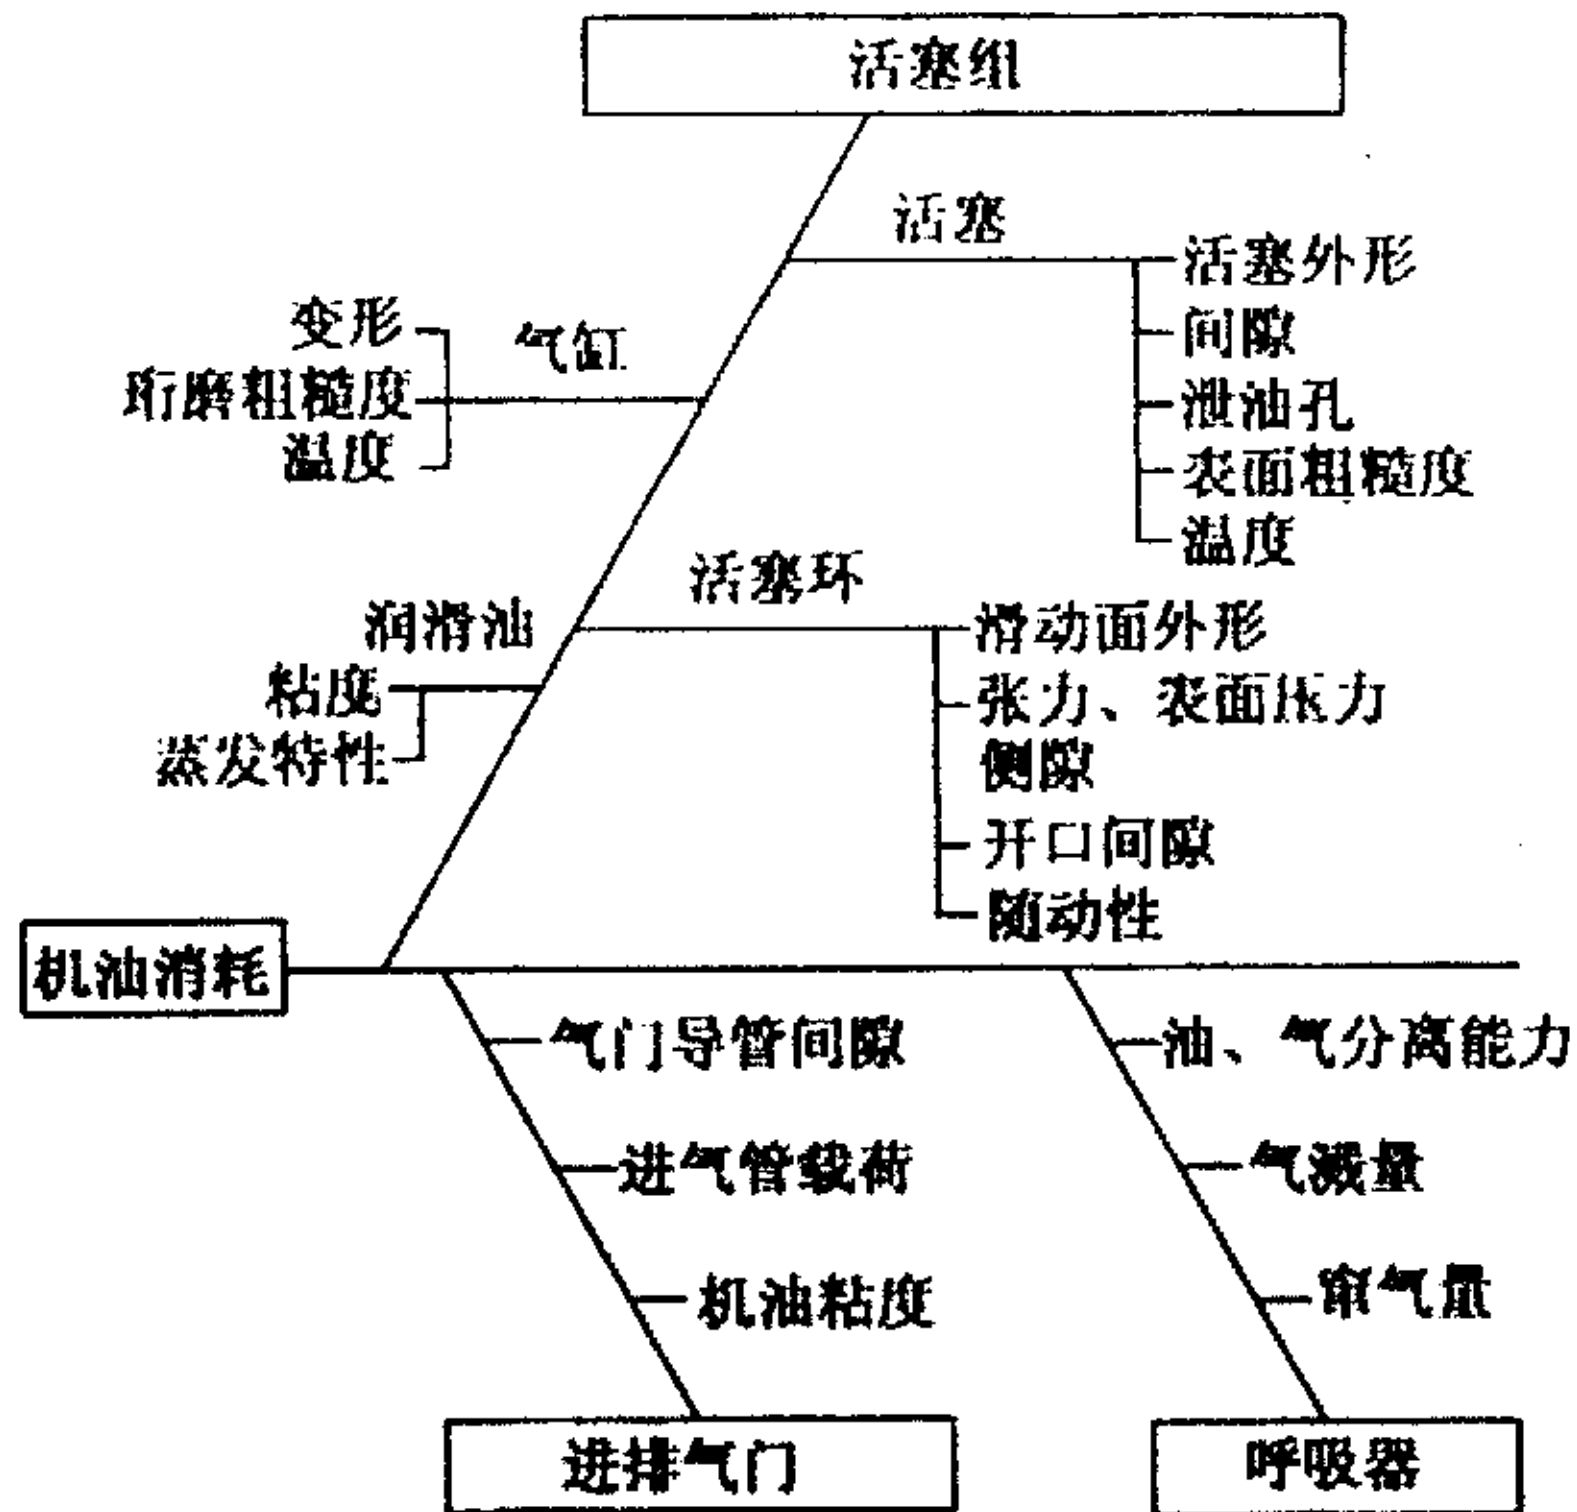 活塞组
活塞
活塞外形
间隙
泄油孔
表面粗糙度
温度
气缸
变形
珩磨粗糙度
温度
活塞环
滑动面外形
张力、表面压力
侧隙
开口间隙
随动性
润滑油
粘度
蒸发特性
机油消耗
气门导管间隙
进气管载荷
机油粘度
进排气门
油、气分离能力
气溅量
窜气量
呼吸器